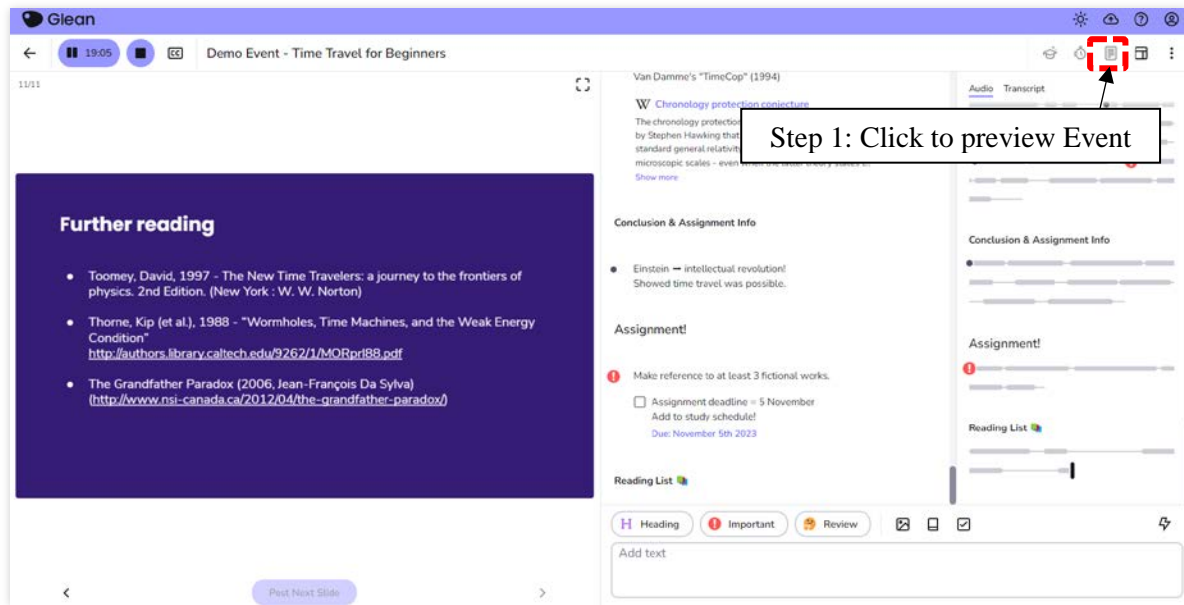 Glean
19:05
CC
Demo Event - Time Travel for Beginners
11/11
Further reading
Toomey, David, 1997 - The New Time Travelers: a journey to the frontiers of
physics. 2nd Edition. (New York : W. W. Norton)
Thorne, Kip (et al.), 1988 - "Wormholes, Time Machines, and the Weak Energy
Condition"
http://authors.library.caltech.edu/9262/1/MORprl88.pdf
The Grandfather Paradox (2006, Jean-François Da Sylva)
(http://www.nsi-canada.ca/2012/04/the-grandfather-paradox/)
Post Next Slide
Van Damme's "TimeCop" (1994)
W Chronology protection conjecture
The chronology protection
by Stephen Hawking that
standard general relativity
microscopic scales - even
Show more
Conclusion & Assignment Info
Einstein → intellectual revolution!
Showed time travel was possible.
Assignment!
Make reference to at least 3 fictional works.
Assignment deadline = 5 November
Add to study schedule!
Due: November 5th 2023
Reading List
H Heading
Important
Review
Add text
Audio Transcript
Step 1: Click to preview Event
Conclusion & Assignment Info
Assignment!
Reading List